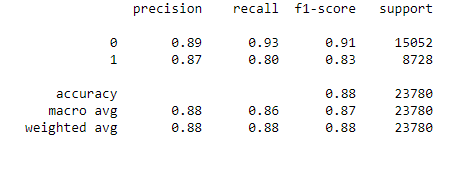 precision recall f1-score support
0 0.89 0.93 0.91 15052
1 0.87 0.80 0.83 8728
accuracy 0.88 23780
macro avg 0.88 0.86 0.87 23780
weighted avg 0.88 0.88 0.88 23780